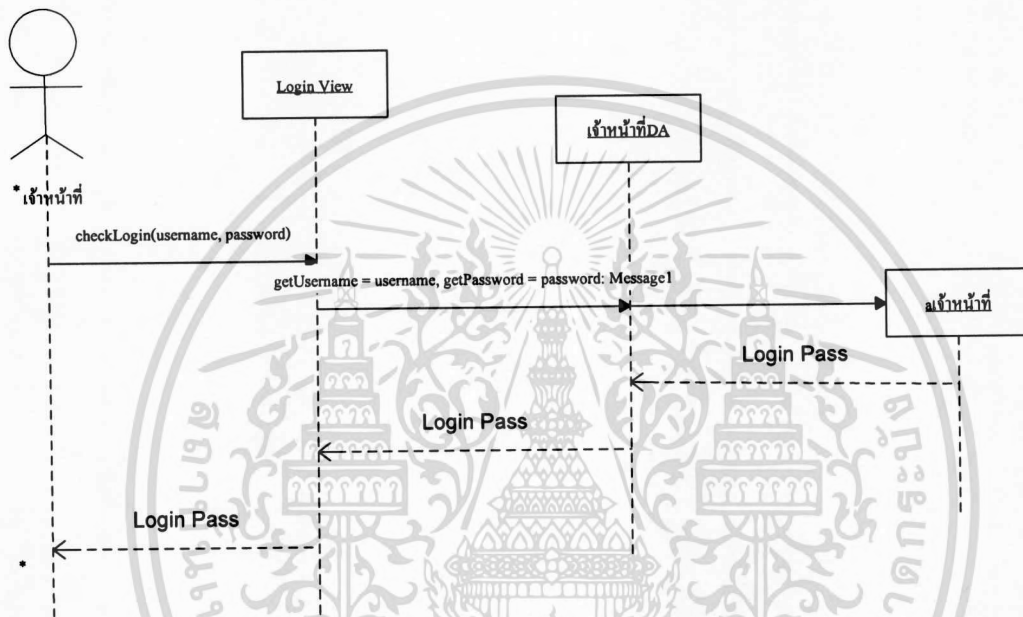 Login View
เจ้าหน้าที่DA
* เจ้าหน้าที่
checkLogin(username, password)
getUsername = username, getPassword = password: Message1
aเจ้าหน้าที่
Login Pass
Login Pass
Login Pass
*